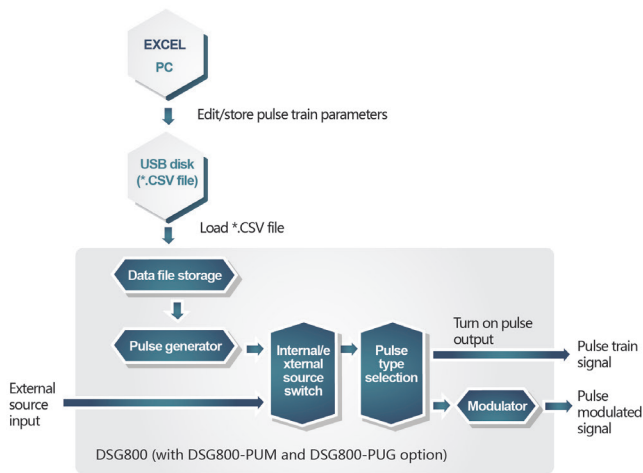 EXCEL
PC
Edit/store pulse train parameters
USB disk
(*.CSV file)
Load *.CSV file
Data file storage
Pulse generator
Internal/e
xternal
source
switch
Pulse
type
selection
Turn on pulse
output
Pulse train
signal
External
source
input
Modulator
Pulse
modulated
signal
DSG800 (with DSG800-PUM and DSG800-PUG option)